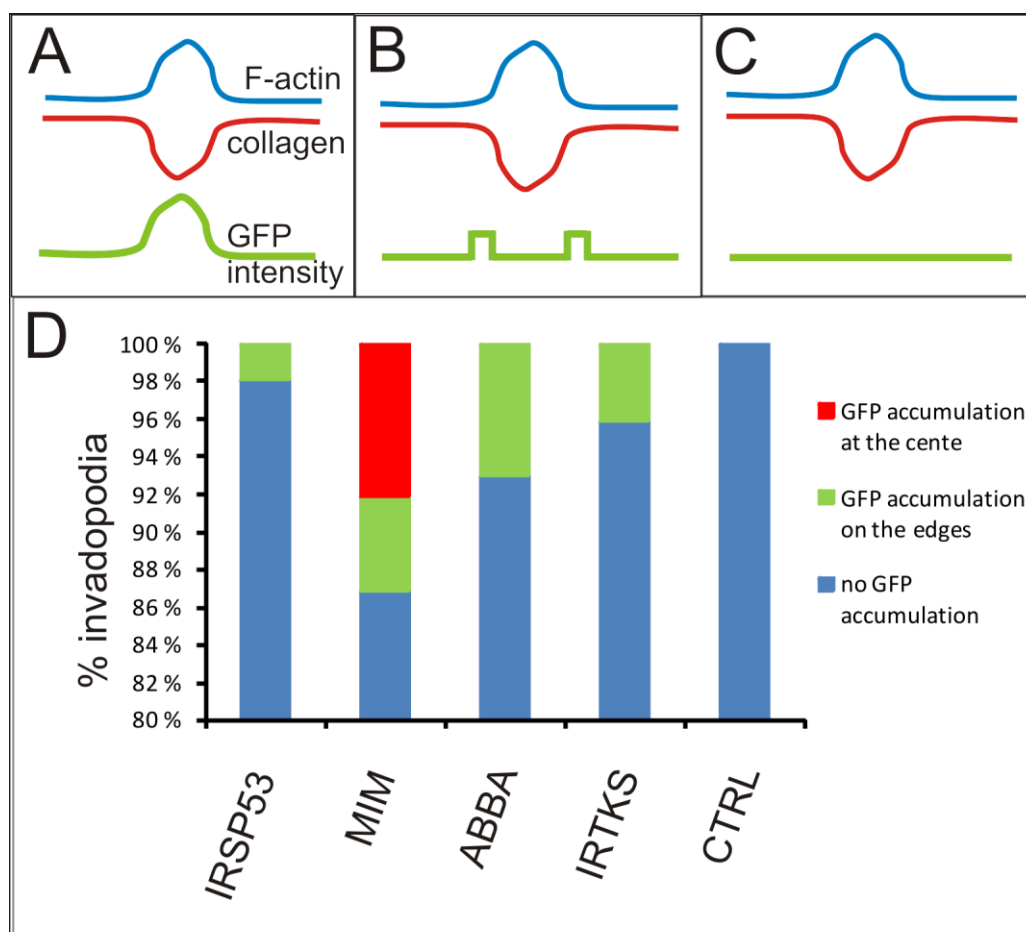 A
F-actin
collagen
GFP
intensity
B
C
D
% invadopodia
100 %
98 %
96 %
94 %
92 %
90 %
88 %
86 %
84 %
82 %
80 %
IRSP53
MIM
ABBA
IRTKS
CTRL
GFP accumulation
at the cente
GFP accumulation
on the edges
no GFP
accumulation